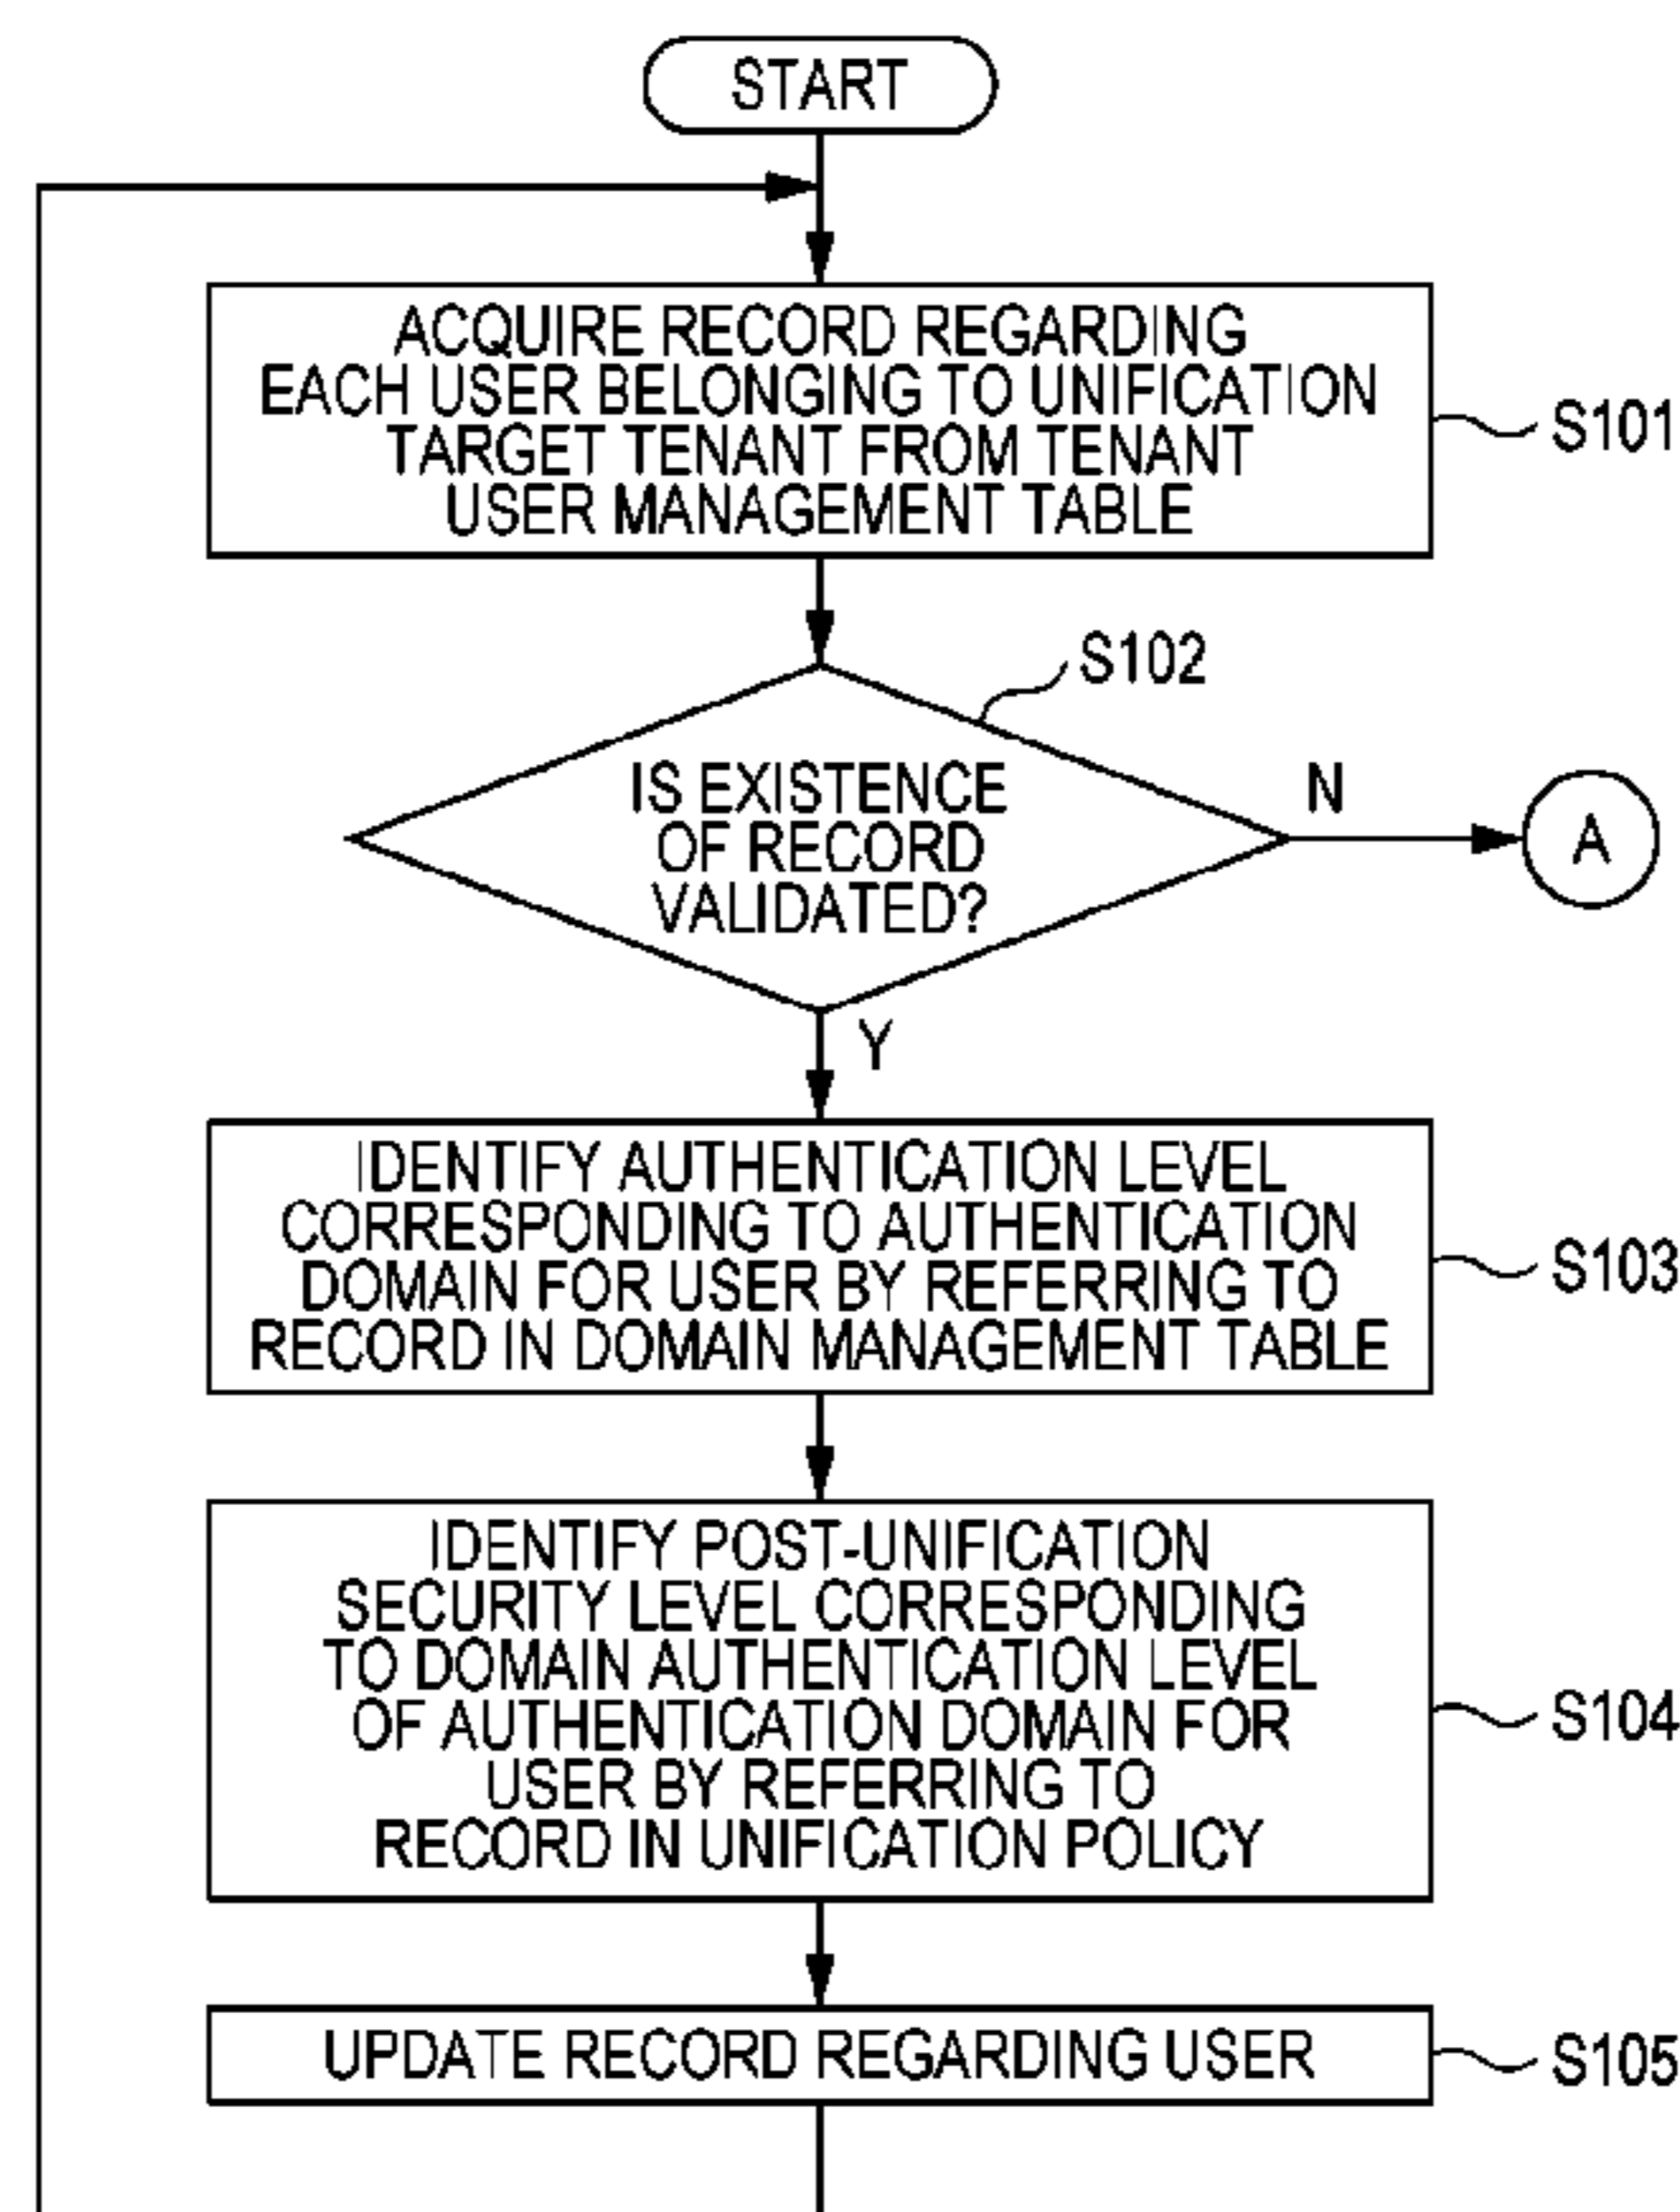 START
ACQUIRE RECORD REGARDING
EACH USER BELONGING TO UNIFICATION
TARGET TENANT FROM TENANT
USER MANAGEMENT TABLE
S101
S102
IS EXISTENCE
OF RECORD
VALIDATED?
N
A
Y
IDENTIFY AUTHENTICATION LEVEL
CORRESPONDING TO AUTHENTICATION
DOMAIN FOR USER BY REFERRING TO
RECORD IN DOMAIN MANAGEMENT TABLE
S103
IDENTIFY POST-UNIFICATION
SECURITY LEVEL CORRESPONDING
TO DOMAIN AUTHENTICATION LEVEL
OF AUTHENTICATION DOMAIN FOR
USER BY REFERRING TO
RECORD IN UNIFICATION POLICY
S104
UPDATE RECORD REGARDING USER
S105